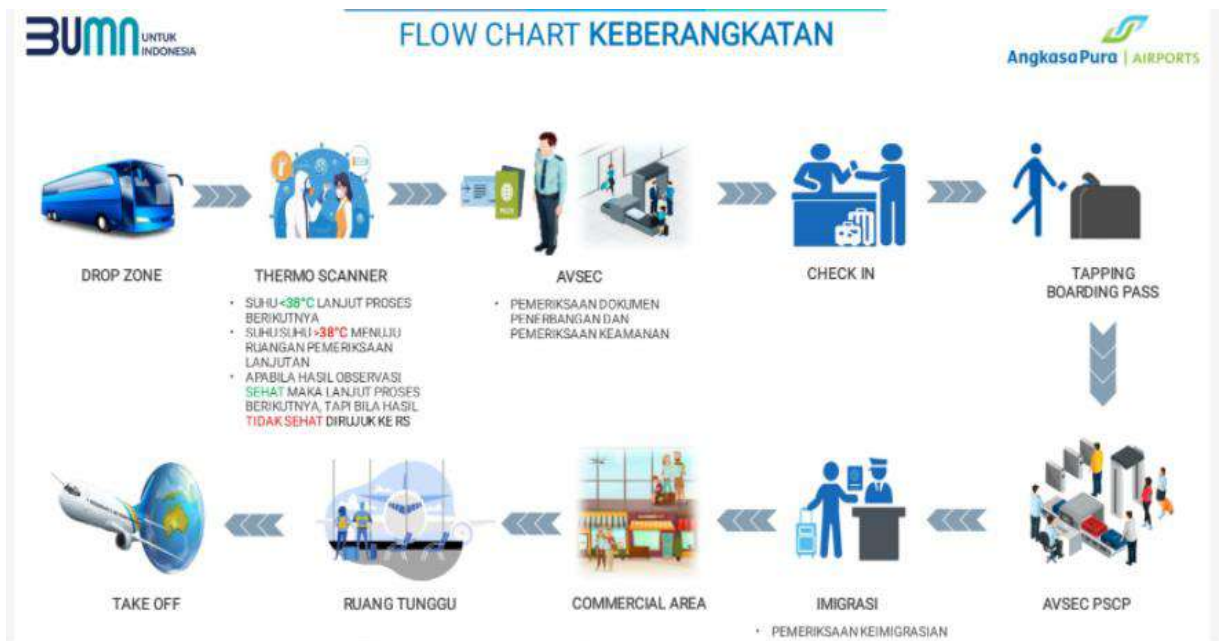 BUMN UNTUK
INDONESIA
FLOW CHART KEBERANGKATAN
AngkasaPura | AIRPORTS
DROP ZONE
THERMO SCANNER
• SUHU <38°C LANJUT PROSES
BERIKUTNYA
• SUHU SUHU >38°C MENUJU
RUANGAN PEMERIKSAAN
LANJUTAN
• APABILA HASIL OBSERVASI
SEHAT MAKA LANJUT PROSES
BERIKUTNYA, TAPI BILA HASIL
TIDAK SEHAT DIRUJUK KE RS
AVSEC
• PEMERIKSAAN DOKUMEN
PENERBANGAN DAN
PEMERIKSAAN KEAMANAN
CHECK IN
TAPPING
BOARDING PASS
TAKE OFF
RUANG TUNGGU
COMMERCIAL AREA
IMIGRASI
• PEMERIKSAAN KEIMIGRASIAN
AVSEC PSCP